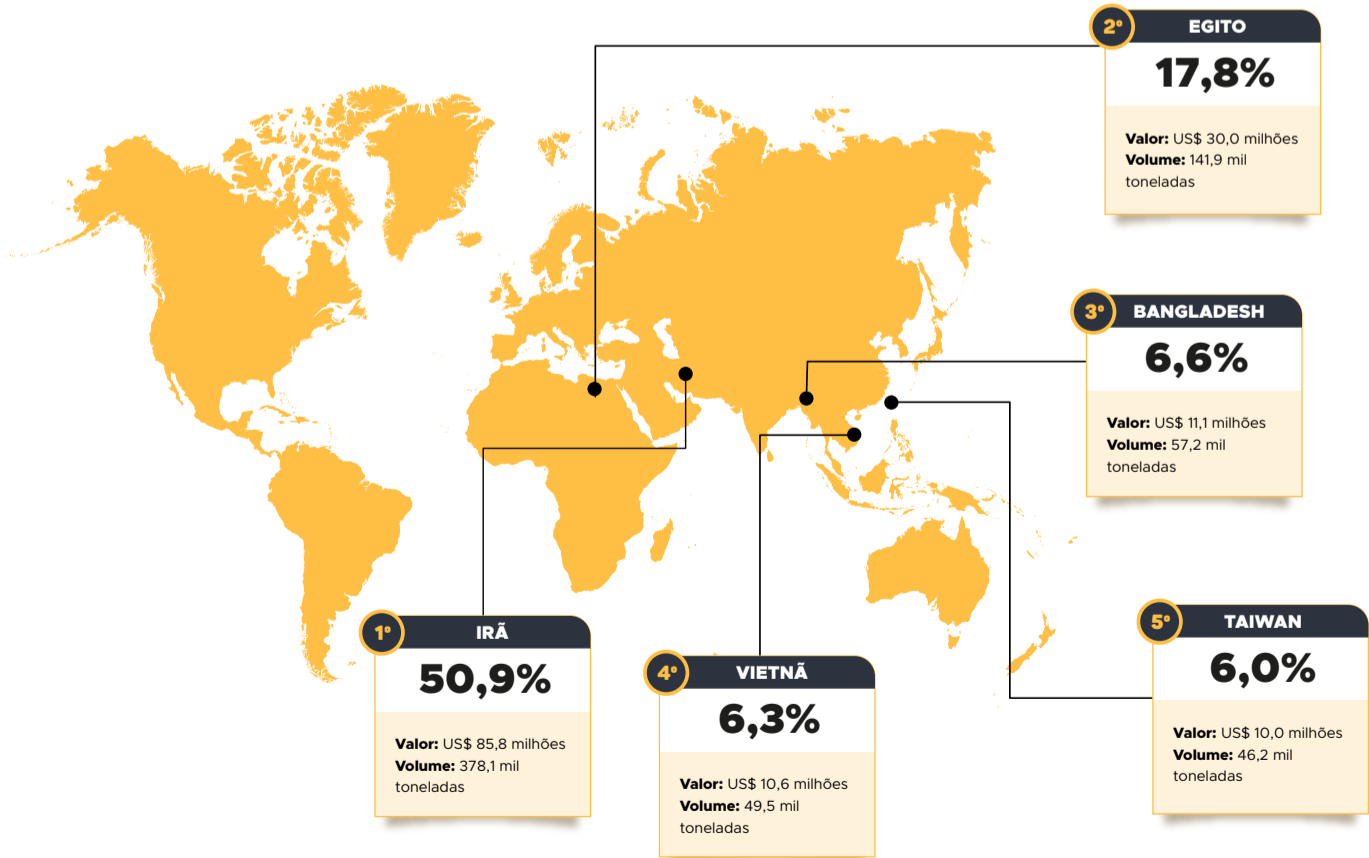 2º
EGITO
17,8%
Valor: US$ 30,0 milhões
Volume: 141,9 mil
toneladas
3º
BANGLADESH
6,6%
Valor: US$ 11,1 milhões
Volume: 57,2 mil
toneladas
1º
IRÃ
50,9%
Valor: US$ 85,8 milhões
Volume: 378,1 mil
toneladas
4º
VIETNÃ
6,3%
Valor: US$ 10,6 milhões
Volume: 49,5 mil
toneladas
5º
TAIWAN
6,0%
Valor: US$ 10,0 milhões
Volume: 46,2 mil
toneladas